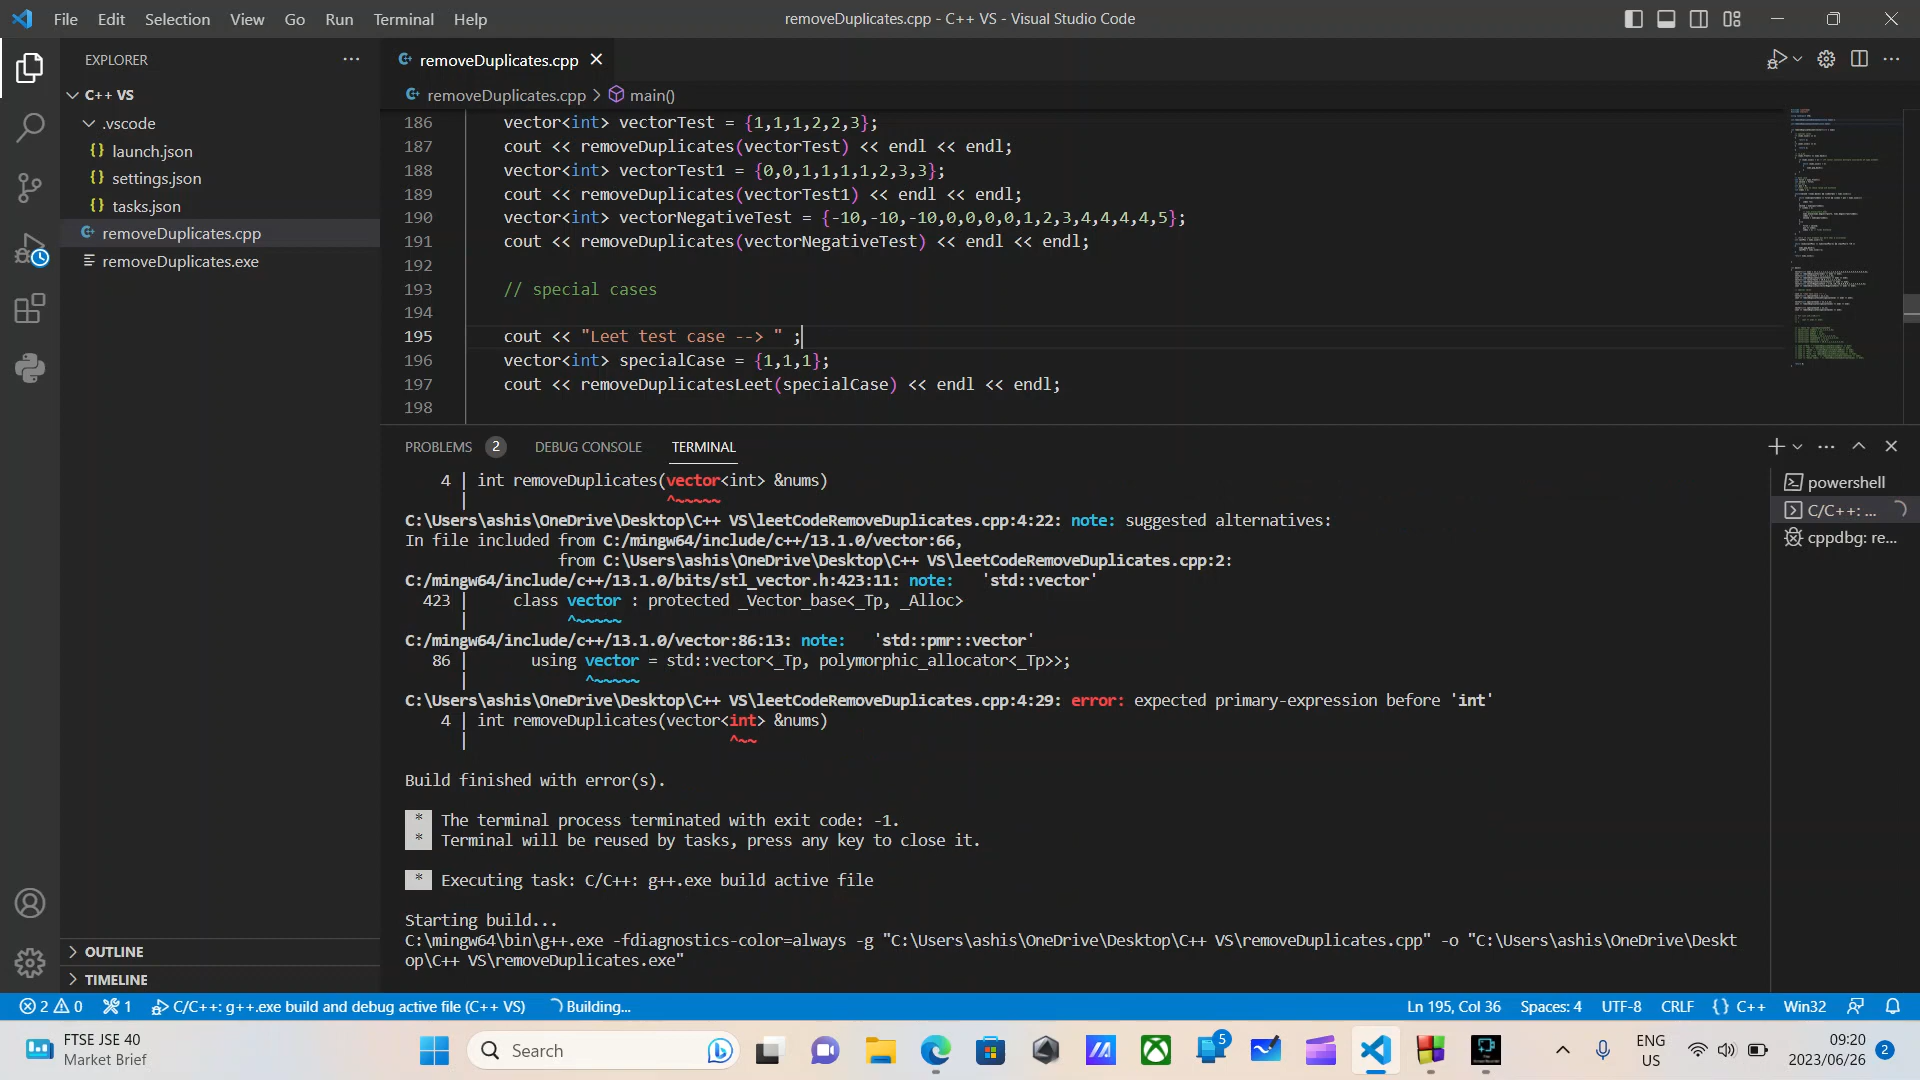 File Edit Selection View Go Run Terminal Help
removeDuplicates.cpp - C++ VS - Visual Studio Code
EXPLORER
C++ VS
.vscode
launch.json
settings.json
tasks.json
removeDuplicates.cpp
removeDuplicates.exe
OUTLINE
TIMELINE
removeDuplicates.cpp
removeDuplicates.cpp > main()
186 vector<int> vectorTest = {1,1,1,2,2,3};
187 cout << removeDuplicates(vectorTest) << endl << endl;
188 vector<int> vectorTest1 = {0,0,1,1,1,1,2,3,3};
189 cout << removeDuplicates(vectorTest1) << endl << endl;
190 vector<int> vectorNegativeTest = {-10,-10,-10,0,0,0,0,1,2,3,4,4,4,4,5};
191 cout << removeDuplicates(vectorNegativeTest) << endl << endl;
192
193 // special cases
194
195 cout << "Leet test case --> " ;
196 vector<int> specialCase = {1,1,1};
197 cout << removeDuplicatesLeet(specialCase) << endl << endl;
198
PROBLEMS 2 DEBUG CONSOLE TERMINAL
4 | int removeDuplicates(vector<int> &nums)
| ^~~~~~
C:\Users\ashis\OneDrive\Desktop\C++ VS\leetCodeRemoveDuplicates.cpp:4:22: note: suggested alternatives:
In file included from C:/mingw64/include/c++/13.1.0/vector:66,
from C:\Users\ashis\OneDrive\Desktop\C++ VS\leetCodeRemoveDuplicates.cpp:2:
C:/mingw64/include/c++/13.1.0/bits/stl_vector.h:423:11: note: 'std::vector'
423 | class vector : protected _Vector_base<_Tp, _Alloc>
| ^~~~~~
C:/mingw64/include/c++/13.1.0/vector:86:13: note: 'std::pmr::vector'
86 | using vector = std::vector<_Tp, polymorphic_allocator<_Tp>>;
| ^~~~~~
C:\Users\ashis\OneDrive\Desktop\C++ VS\leetCodeRemoveDuplicates.cpp:4:29: error: expected primary-expression before 'int'
4 | int removeDuplicates(vector<int> &nums)
| ^~~
Build finished with error(s).
* The terminal process terminated with exit code: -1.
* Terminal will be reused by tasks, press any key to close it.
* Executing task: C/C++: g++.exe build active file
Starting build...
C:\mingw64\bin\g++.exe -fdiagnostics-color=always -g "C:\Users\ashis\OneDrive\Desktop\C++ VS\removeDuplicates.cpp" -o "C:\Users\ashis\OneDrive\Deskt
op\C++ VS\removeDuplicates.exe"
powershell
C/C++: ...
cppdbg: re...
2 0 1 C/C++: g++.exe build and debug active file (C++ VS) Building...
Ln 195, Col 36 Spaces: 4 UTF-8 CRLF {} C++ Win32
FTSE JSE 40
Market Brief
Search
5
ENG
US
09:20
2023/06/26
2